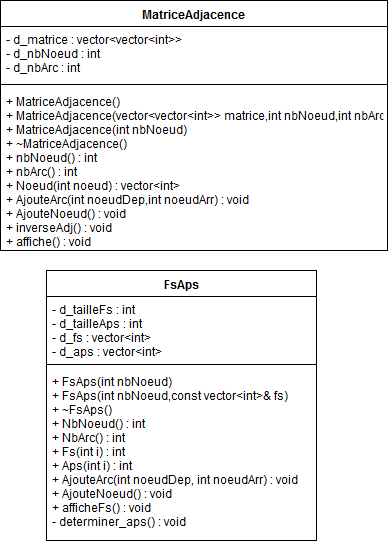 MatriceAdjacence
- d_matrice : vector<vector<int>>
- d_nbNoeud : int
- d_nbArc : int
+ MatriceAdjacence()
+ MatriceAdjacence(vector<vector<int>> matrice,int nbNoeud,int nbArc
+ MatriceAdjacence(int nbNoeud)
+ ~MatriceAdjacence()
+ nbNoeud() : int
+ nbArc() : int
+ Noeud(int noeud) : vector<int>
+ AjouteArc(int noeudDep,int noeudArr) : void
+ AjouteNoeud() : void
+ inverseAdj() : void
+ affiche() : void
FsAps
- d_tailleFs : int
- d_tailleAps : int
- d_fs : vector<int>
- d_aps : vector<int>
+ FsAps(int nbNoeud)
+ FsAps(int nbNoeud,const vector<int>& fs)
+ ~FsAps()
+ NbNoeud() : int
+ NbArc() : int
+ Fs(int i) : int
+ Aps(int i) : int
+ AjouteArc(int noeudDep, int noeudArr) : void
+ AjouteNoeud() : void
+ afficheFs() : void
- determiner_aps() : void